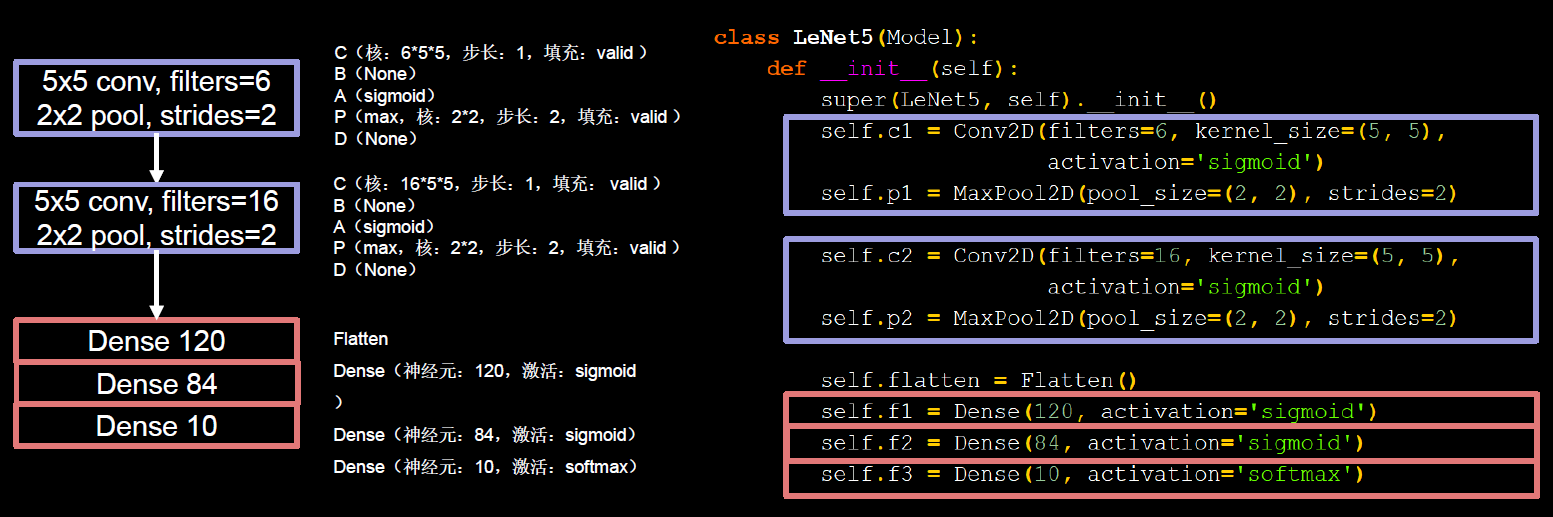 5x5 conv, filters=6
2x2 pool, strides=2
5x5 conv, filters=16
2x2 pool, strides=2
Dense 120
Dense 84
Dense 10
C（核：6*5*5，步长：1，填充：valid ）
B（None）
A（sigmoid）
P（max，核：2*2，步长：2，填充：valid ）
D（None）
C（核：16*5*5，步长：1，填充： valid ）
B（None）
A（sigmoid）
P（max，核：2*2，步长：2，填充：valid ）
D（None）
Flatten
Dense（神经元：120，激活：sigmoid
）
Dense（神经元：84，激活：sigmoid）
Dense（神经元：10，激活：softmax）
class LeNet5(Model):
def __init__(self):
super(LeNet5, self).__init__()
self.c1 = Conv2D(filters=6, kernel_size=(5, 5),
activation='sigmoid')
self.p1 = MaxPool2D(pool_size=(2, 2), strides=2)
self.c2 = Conv2D(filters=16, kernel_size=(5, 5),
activation='sigmoid')
self.p2 = MaxPool2D(pool_size=(2, 2), strides=2)
self.flatten = Flatten()
self.f1 = Dense(120, activation='sigmoid')
self.f2 = Dense(84, activation='sigmoid')
self.f3 = Dense(10, activation='softmax')